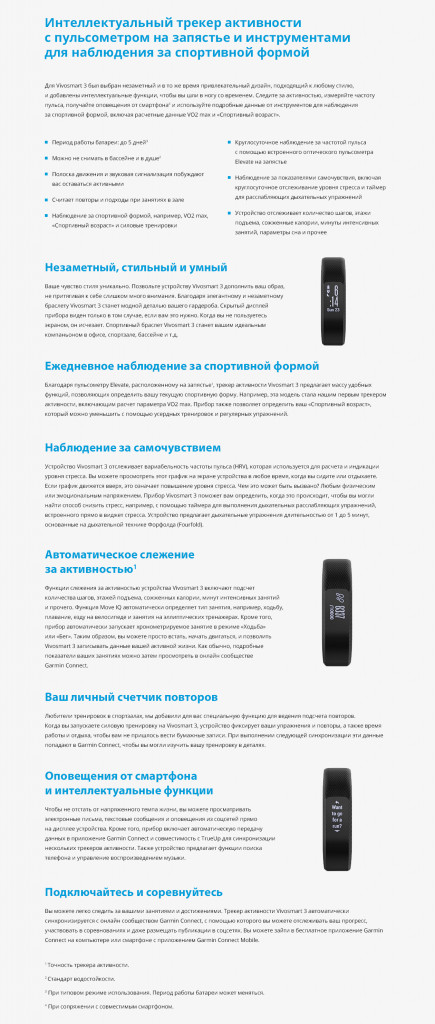 Интеллектуальный трекер активности
с пульсометром на запястье и инструментами
для наблюдения за спортивной формой
Для Vivosmart 3 был выбран незаметный и в то же время привлекательный дизайн, подходящий к любому стилю,
и добавлены интеллектуальные функции, чтобы вы шли в ногу со временем. Следите за активностью, измеряйте частоту
пульса, получайте оповещения от смартфона⁴ и используйте подробные данные от инструментов для наблюдения
за спортивной формой, включая расчетные данные VO2 max и «Спортивный возраст».
Период работы батареи: до 5 дней³
Можно не снимать в бассейне и в душе²
Полоска движения и звуковая сигнализация побуждают
вас оставаться активными
Считает повторы и подходы при занятиях в зале
Наблюдение за спортивной формой, например, VO2 max,
«Спортивный возраст» и силовые тренировки
Круглосуточное наблюдение за частотой пульса
с помощью встроенного оптического пульсометра
Elevate на запястье
Наблюдение за показателями самочувствия, включая
круглосуточное отслеживание уровня стресса и таймер
для расслабляющих дыхательных упражнений
Устройство отслеживает количество шагов, этажи
подъема, сожженные калории, минуты интенсивных
занятий, параметры сна и прочее
Незаметный, стильный и умный
Ваше чувство стиля уникально. Позвольте устройству Vivosmart 3 дополнить ваш образ,
не притягивая к себе слишком много внимания. Благодаря элегантному и незаметному
браслету Vivosmart 3 станет модной деталью вашего гардероба. Скрытый дисплей
прибора виден только в том случае, если вам это нужно. Когда вы не пользуетесь
экраном, он исчезает. Спортивный браслет Vivosmart 3 станет вашим идеальным
компаньоном в офисе, спортзале, бассейне и т.д.
Sun 23
Ежедневное наблюдение за спортивной формой
Благодаря пульсометру Elevate, расположенному на запястье¹, трекер активности Vivosmart 3 предлагает массу удобных
функций, позволяющих определить вашу текущую спортивную форму. Например, эта модель стала нашим первым трекером
активности, включающим расчет параметра VO2 max. Прибор также позволяет определить ваш «Спортивный возраст»,
который можно уменьшить с помощью усердных тренировок и регулярных упражнений.
Наблюдение за самочувствием
Устройство Vivosmart 3 отслеживает вариабельность частоты пульса (HRV), которая используется для расчета и индикации
уровня стресса. Вы можете просмотреть этот график на экране устройства в любое время, когда вы сидите или отдыхаете.
Если график движется вверх, это означает повышение уровня стресса. Чем это может быть вызвано? Любым физическим
или эмоциональным напряжением. Прибор Vivosmart 3 поможет вам определить, когда это происходит, чтобы вы могли
найти способ снизить стресс, например, с помощью таймера для выполнения дыхательных расслабляющих упражнений,
встроенного прямо в виджет стресса. Устройство предлагает дыхательные упражнения длительностью от 1 до 5 минут,
основанные на дыхательной технике Форфолда (Fourfold).
Автоматическое слежение
за активностью¹
Функции слежения за активностью устройства Vivosmart 3 включают подсчет
количества шагов, этажей подъема, сожженных калории, минут интенсивных занятий
и прочего. Функция Move IQ автоматически определяет тип занятия, например, ходьбу,
плавание, езду на велосипеде и занятия на эллиптических тренажерах. Кроме того,
прибор автоматически запускает хронометрируемое занятие в режиме «Ходьба»
или «Бег». Таким образом, вы можете просто встать, начать двигаться, и позволить
Vivosmart 3 записывать данные вашей активной жизни. Как обычно, подробные
показатели ваших занятий можно затем просмотреть в онлайн сообществе
Garmin Connect.
Ваш личный счетчик повторов
Любители тренировок в спортзалах, мы добавили для вас специальную функцию для ведения подсчета повторов.
Когда вы запускаете силовую тренировку на Vivosmart 3, устройство фиксирует ваши упражнения и повторы, а также время
работы и отдыха, чтобы вам не пришлось вести бумажные записи. При выполнении следующей синхронизации эти данные
попадают в Garmin Connect, чтобы вы могли изучить вашу тренировку в деталях.
Оповещения от смартфона
и интеллектуальные функции
Чтобы не отстать от напряженного темпа жизни, вы можете просматривать
электронные письма, текстовые сообщения и оповещения из соцсетей прямо
на дисплее устройства. Кроме того, прибор включает автоматическую передачу
данных в приложение Garmin Connect и совместимость с TrueUp для синхронизации
нескольких трекеров активности. Также устройство предлагает функции поиска
телефона и управление воспроизведением музыки.
Want
to go
for a
run?
Подключайтесь и соревнуйтесь
Вы можете легко следить за вашими занятиями и достижениями. Трекер активности Vivosmart 3 автоматически
синхронизируется с онлайн сообществом Garmin Connect, с помощью которого вы можете отслеживать ваш прогресс,
участвовать в соревнованиях и даже размещать публикации в соцсетях. Вы можете зайти в бесплатное приложение Garmin
Connect на компьютере или смартфоне с приложением Garmin Connect Mobile.
¹ Точность трекера активности.
² Стандарт водостойкости.
³ При типовом режиме использования. Период работы батареи может меняться.
⁴ При сопряжении с совместимым смартфоном.